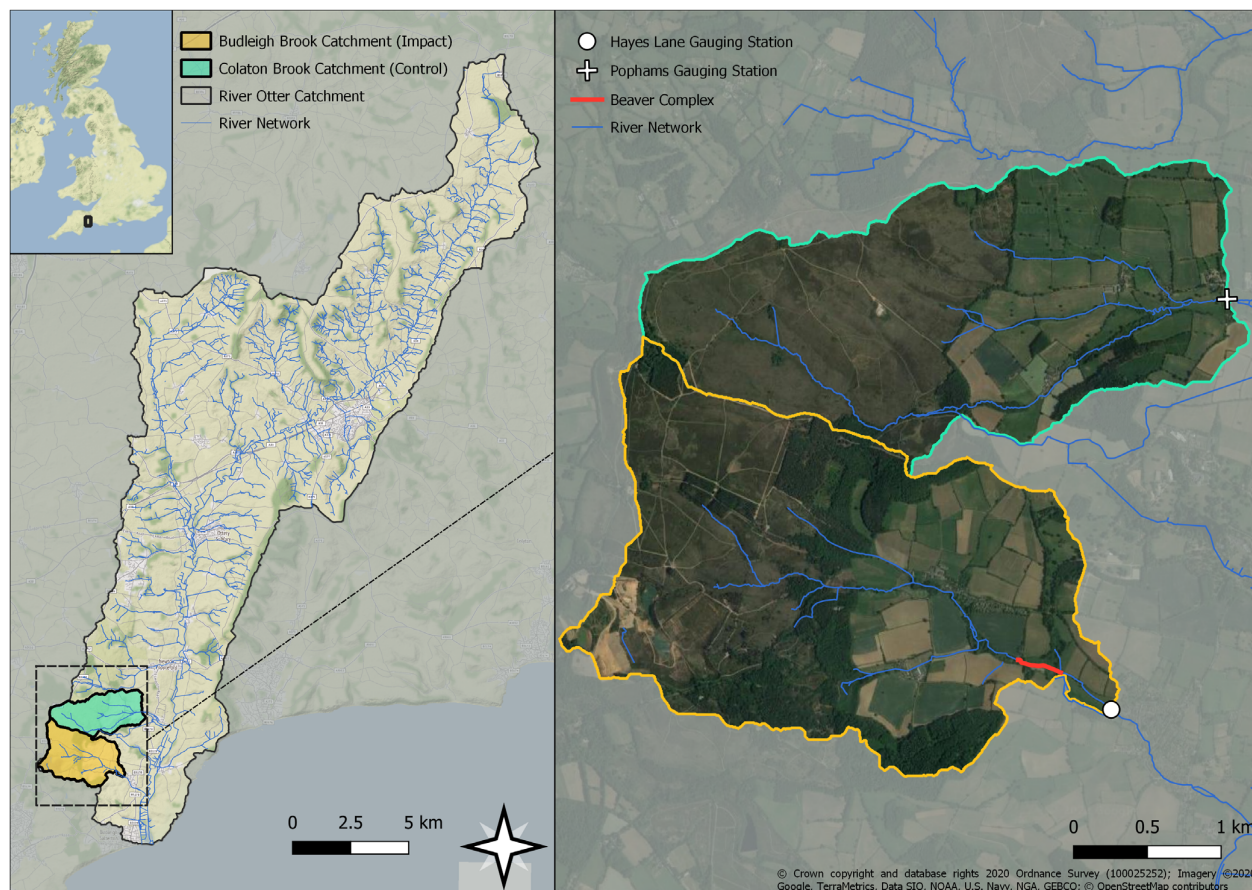 Budleigh Brook Catchment (Impact)
Colaton Brook Catchment (Control)
River Otter Catchment
River Network
0 2.5 5 km
Hayes Lane Gauging Station
Pophams Gauging Station
Beaver Complex
River Network
0 0.5 1 km
© Crown copyright and database rights 2020 Ordnance Survey (100025252); Imagery ©2020
Google, TerraMetrics, Data SIO, NOAA, U.S. Navy, NGA, GEBCO; © OpenStreetMap contributors